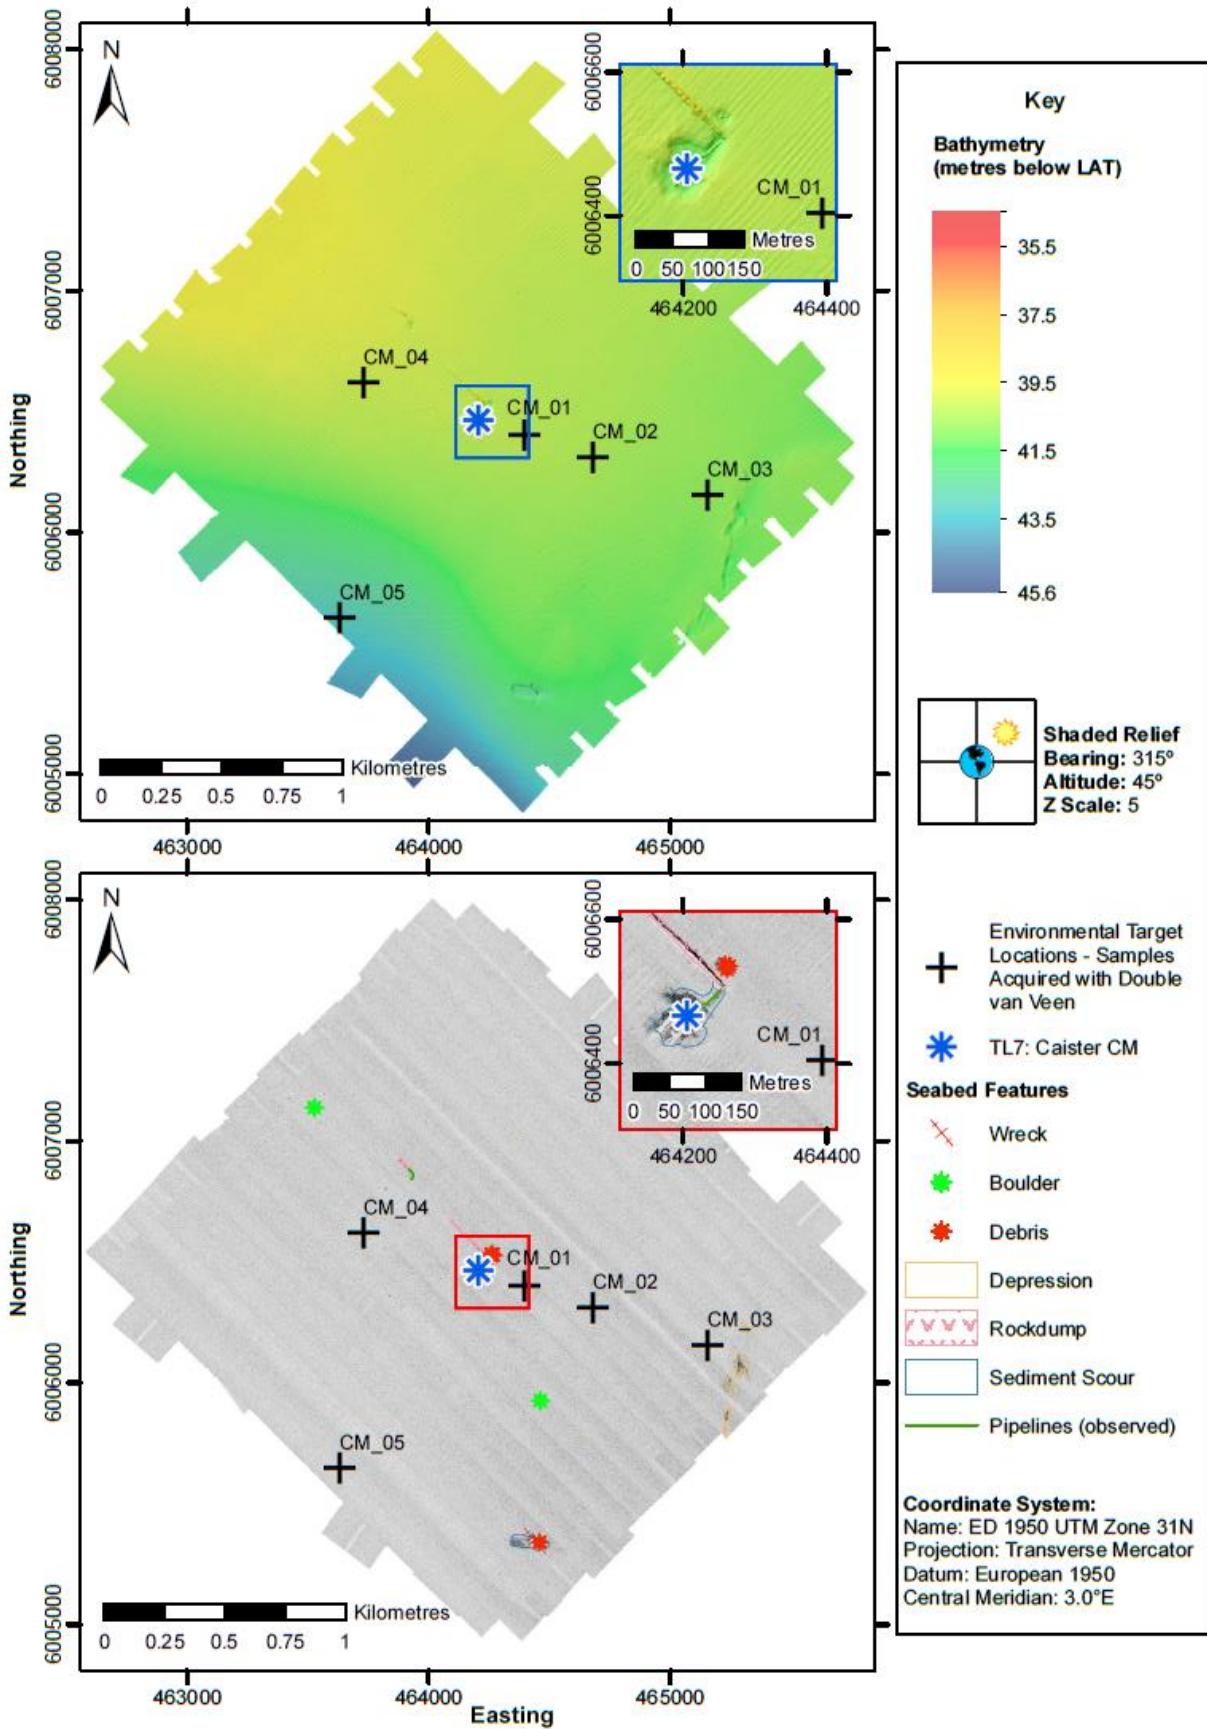 N
6008000
6007000
6006000
6005000
Northing
CM_04
CM_01
CM_02
CM_03
CM_05
Kilometres
0 0.25 0.5 0.75 1
463000 464000 465000
6006600
6006400
CM_01
Metres
0 50 100 150
464200 464400
N
6008000
6007000
6006000
6005000
Northing
CM_04
CM_01
CM_02
CM_03
CM_05
Kilometres
0 0.25 0.5 0.75 1
463000 464000 465000
Easting
6006600
6006400
CM_01
Metres
0 50 100 150
464200 464400
Key
Bathymetry
(metres below LAT)
35.5
37.5
39.5
41.5
43.5
45.6
Shaded Relief
Bearing: 315º
Altitude: 45º
Z Scale: 5
Environmental Target
Locations - Samples
Acquired with Double
van Veen
TL7: Caister CM
Seabed Features
Wreck
Boulder
Debris
Depression
Rockdump
Sediment Scour
Pipelines (observed)
Coordinate System:
Name: ED 1950 UTM Zone 31N
Projection: Transverse Mercator
Datum: European 1950
Central Meridian: 3.0°E